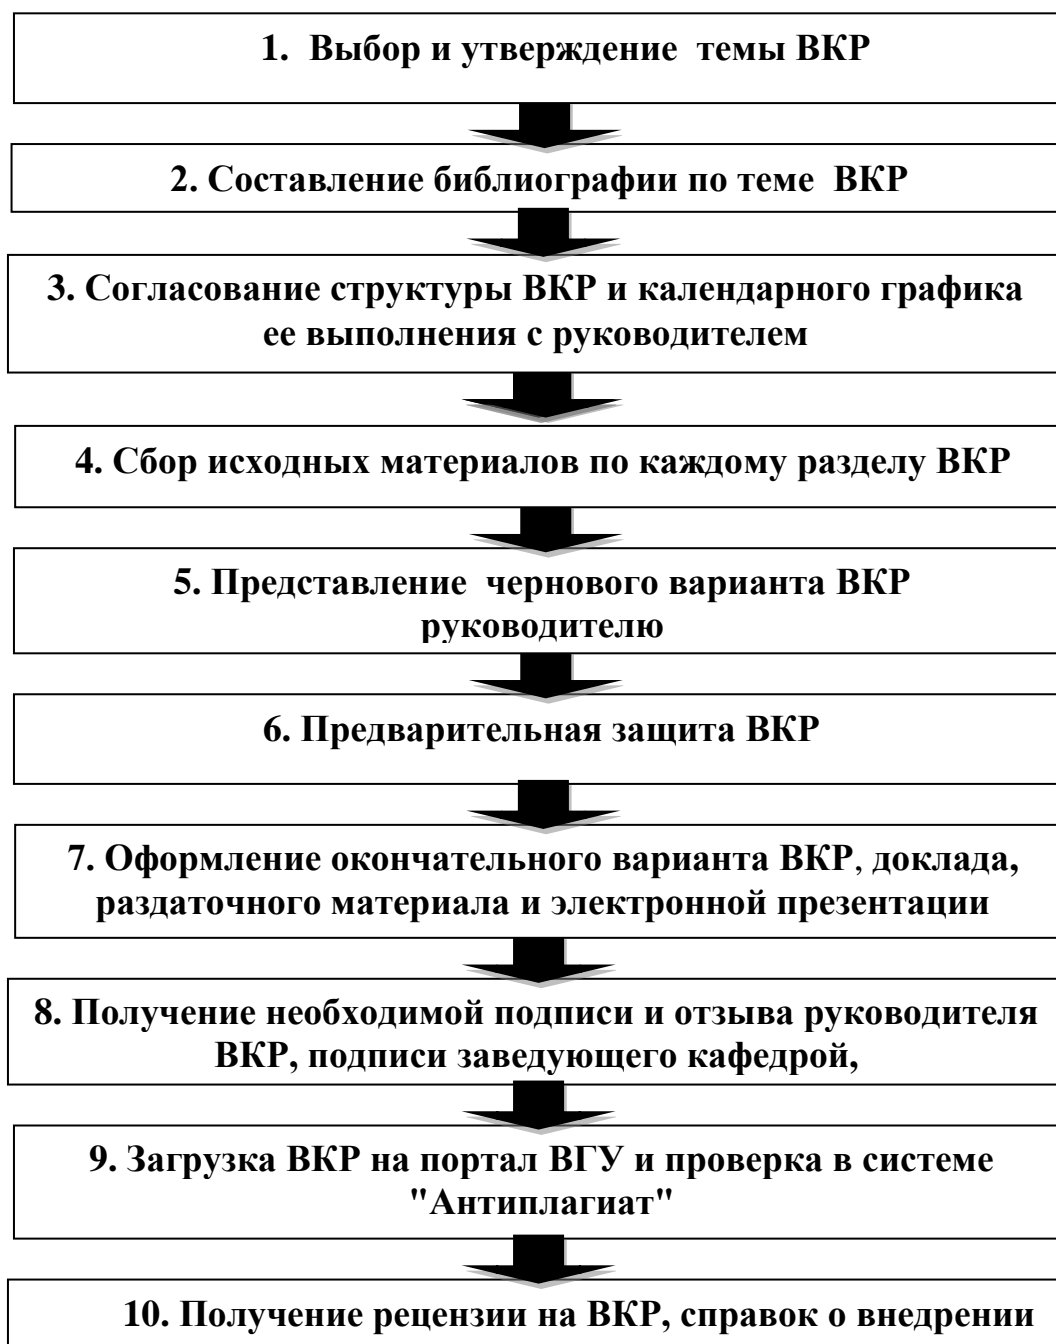 1. Выбор и утверждение темы ВКР
2. Составление библиографии по теме ВКР
3. Согласование структуры ВКР и календарного графика
ее выполнения с руководителем
4. Сбор исходных материалов по каждому разделу ВКР
5. Представление чернового варианта ВКР
руководителю
6. Предварительная защита ВКР
7. Оформление окончательного варианта ВКР, доклада,
раздаточного материала и электронной презентации
8. Получение необходимой подписи и отзыва руководителя
ВКР, подписи заведующего кафедрой,
9. Загрузка ВКР на портал ВГУ и проверка в системе
"Антиплагиат"
10. Получение рецензии на ВКР, справок о внедрении